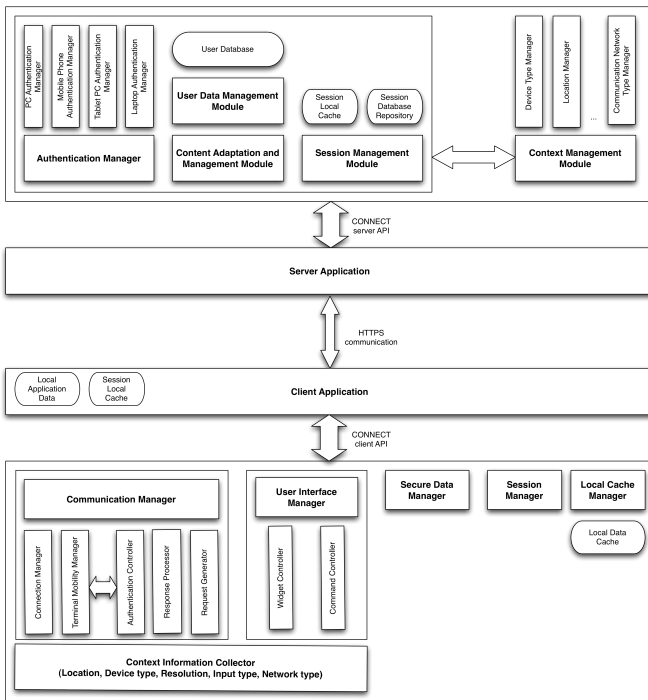 PC Authentication
Manager
Mobile Phone
Authentication Manager
Tablet PC Authentication
Manager
Laptop Authentication
Manager
User Database
User Data Management
Module
Session
Local
Cache
Session
Database
Repository
Authentication Manager
Content Adaptation and
Management Module
Session Management
Module
Device Type Manager
Location Manager
...
Communication Network
Type Manager
Context Management
Module
CONNECT
server API
Server Application
HTTPS
communication
Local
Application
Data
Session
Local
Cache
Client Application
CONNECT
client API
Communication Manager
Connection Manager
Terminal Mobility Manager
Authentication Controller
Response Processor
Request Generator
User Interface
Manager
Widget Controller
Command Controller
Secure Data
Manager
Session
Manager
Local Cache
Manager
Local Data
Cache
Context Information Collector
(Location, Device type, Resolution, Input type, Network type)